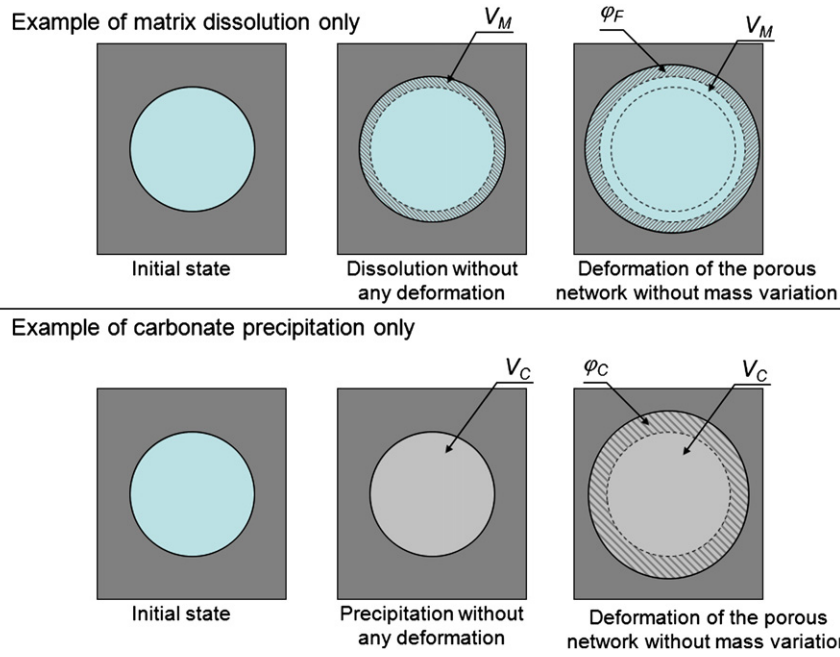 Example of matrix dissolution only
V_M
φ_F
V_M
Initial state
Dissolution without
any deformation
Deformation of the porous
network without mass variation
Example of carbonate precipitation only
V_C
φ_C
V_C
Initial state
Precipitation without
any deformation
Deformation of the porous
network without mass variation